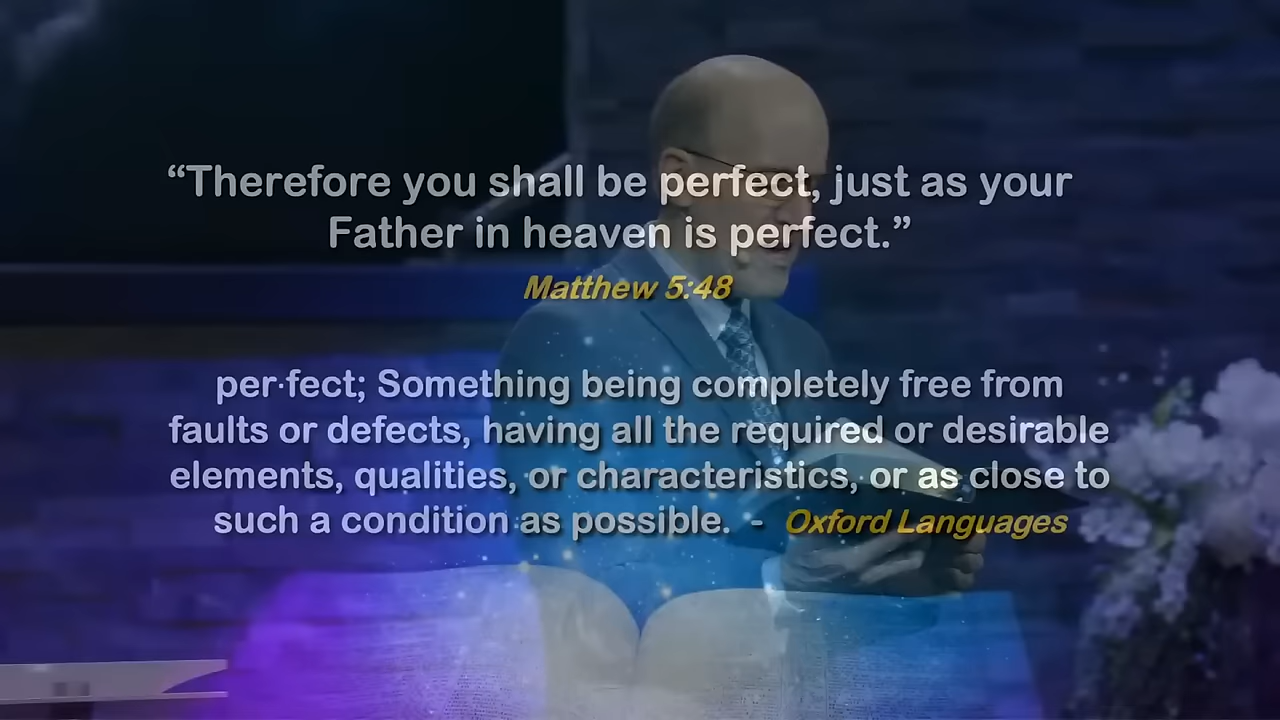 “Therefore you shall be perfect, just as your
Father in heaven is perfect.”
Matthew 5:48
per·fect; Something being completely free from
faults or defects, having all the required or desirable
elements, qualities, or characteristics, or as close to
such a condition as possible. - Oxford Languages